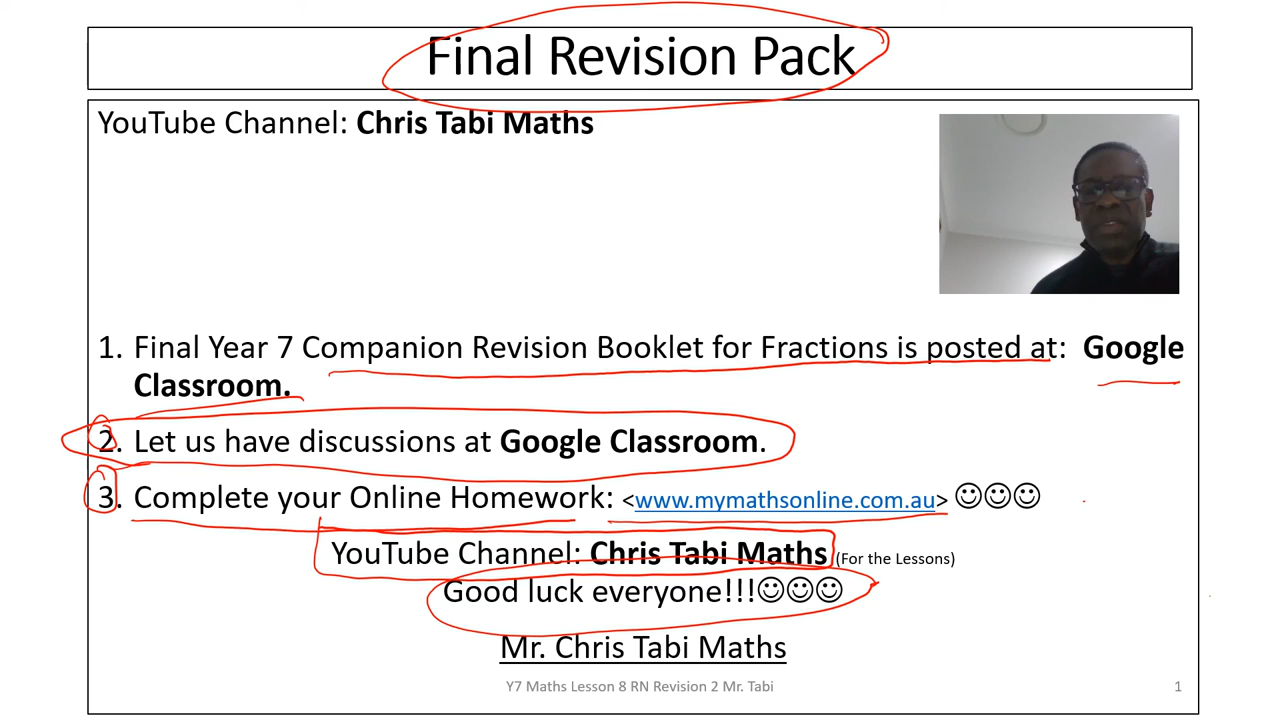 Final Revision Pack
YouTube Channel: Chris Tabi Maths
1. Final Year 7 Companion Revision Booklet for Fractions is posted at: Google
Classroom.
2. Let us have discussions at Google Classroom.
3. Complete your Online Homework: <www.mymathsonline.com.au> ☺☺☺
YouTube Channel: Chris Tabi Maths (For the Lessons)
Good luck everyone!!!☺☺☺
Mr. Chris Tabi Maths
Y7 Maths Lesson 8 RN Revision 2 Mr. Tabi 1